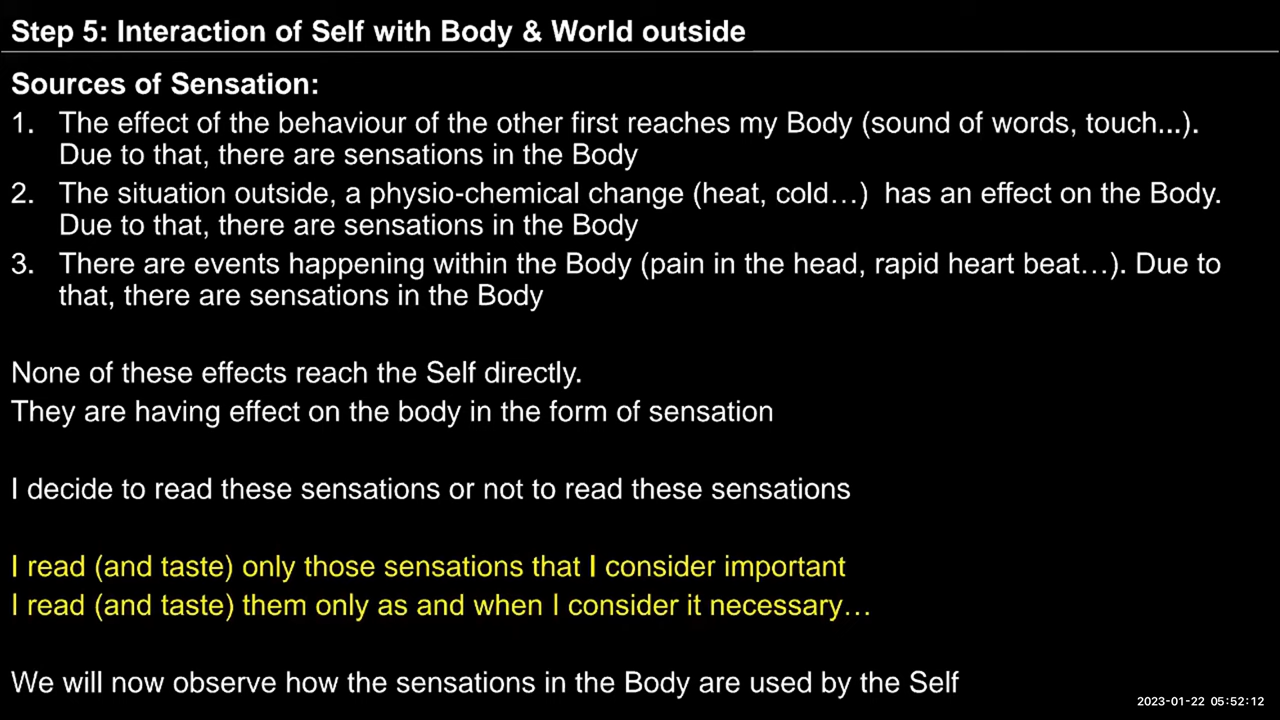 Step 5: Interaction of Self with Body & World outside
Sources of Sensation:
1. The effect of the behaviour of the other first reaches my Body (sound of words, touch...).
Due to that, there are sensations in the Body
2. The situation outside, a physio-chemical change (heat, cold…) has an effect on the Body.
Due to that, there are sensations in the Body
3. There are events happening within the Body (pain in the head, rapid heart beat…). Due to
that, there are sensations in the Body
None of these effects reach the Self directly.
They are having effect on the body in the form of sensation
I decide to read these sensations or not to read these sensations
I read (and taste) only those sensations that I consider important
I read (and taste) them only as and when I consider it necessary…
We will now observe how the sensations in the Body are used by the Self
2023-01-22 05:52:12